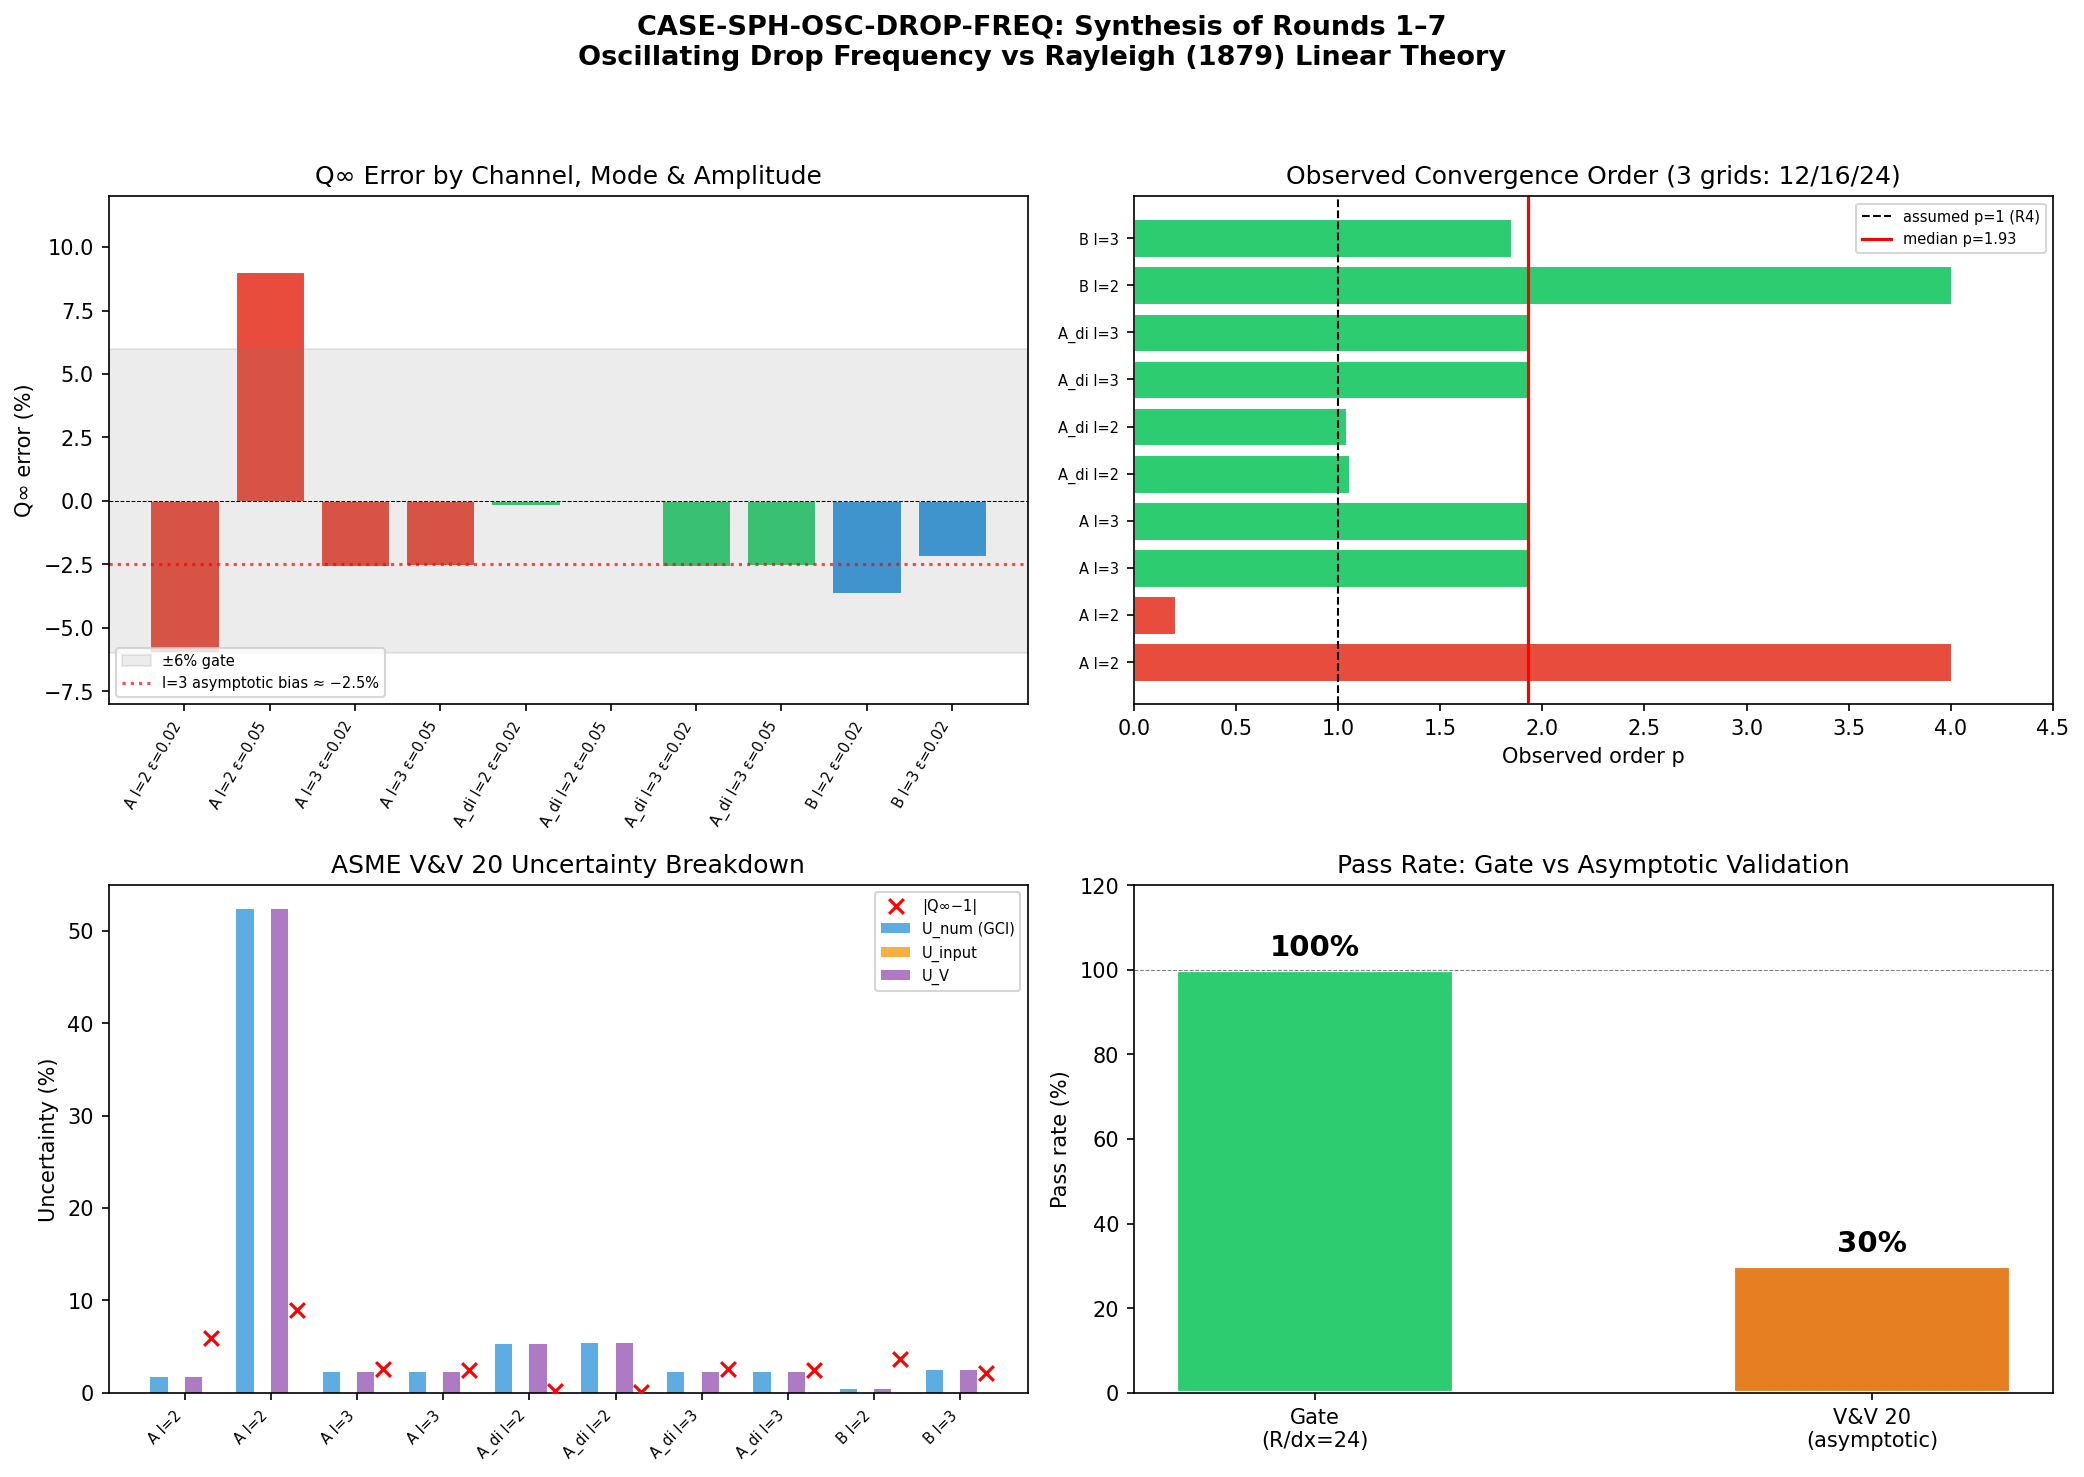 CASE-SPH-OSC-DROP-FREQ: Synthesis of Rounds 1–7
Oscillating Drop Frequency vs Rayleigh (1879) Linear Theory
Q∞ Error by Channel, Mode & Amplitude
Q∞ error (%)
10.0
7.5
5.0
2.5
0.0
−2.5
−5.0
−7.5
±6% gate
l=3 asymptotic bias ≈ −2.5%
A l=2 ε=0.02
A l=2 ε=0.05
A l=3 ε=0.02
A l=3 ε=0.05
A_di l=2 ε=0.02
A_di l=2 ε=0.05
A_di l=3 ε=0.02
A_di l=3 ε=0.05
B l=2 ε=0.02
B l=3 ε=0.02
Observed Convergence Order (3 grids: 12/16/24)
assumed p=1 (R4)
median p=1.93
B l=3
B l=2
A_di l=3
A_di l=3
A_di l=2
A_di l=2
A l=3
A l=3
A l=2
A l=2
0.0 0.5 1.0 1.5 2.0 2.5 3.0 3.5 4.0 4.5
Observed order p
ASME V&V 20 Uncertainty Breakdown
Uncertainty (%)
50
40
30
20
10
0
|Q∞−1|
U_num (GCI)
U_input
U_V
A l=2
A l=2
A l=3
A l=3
A_di l=2
A_di l=2
A_di l=3
A_di l=3
B l=2
B l=3
Pass Rate: Gate vs Asymptotic Validation
Pass rate (%)
120
100
80
60
40
20
0
100%
30%
Gate
(R/dx=24)
V&V 20
(asymptotic)